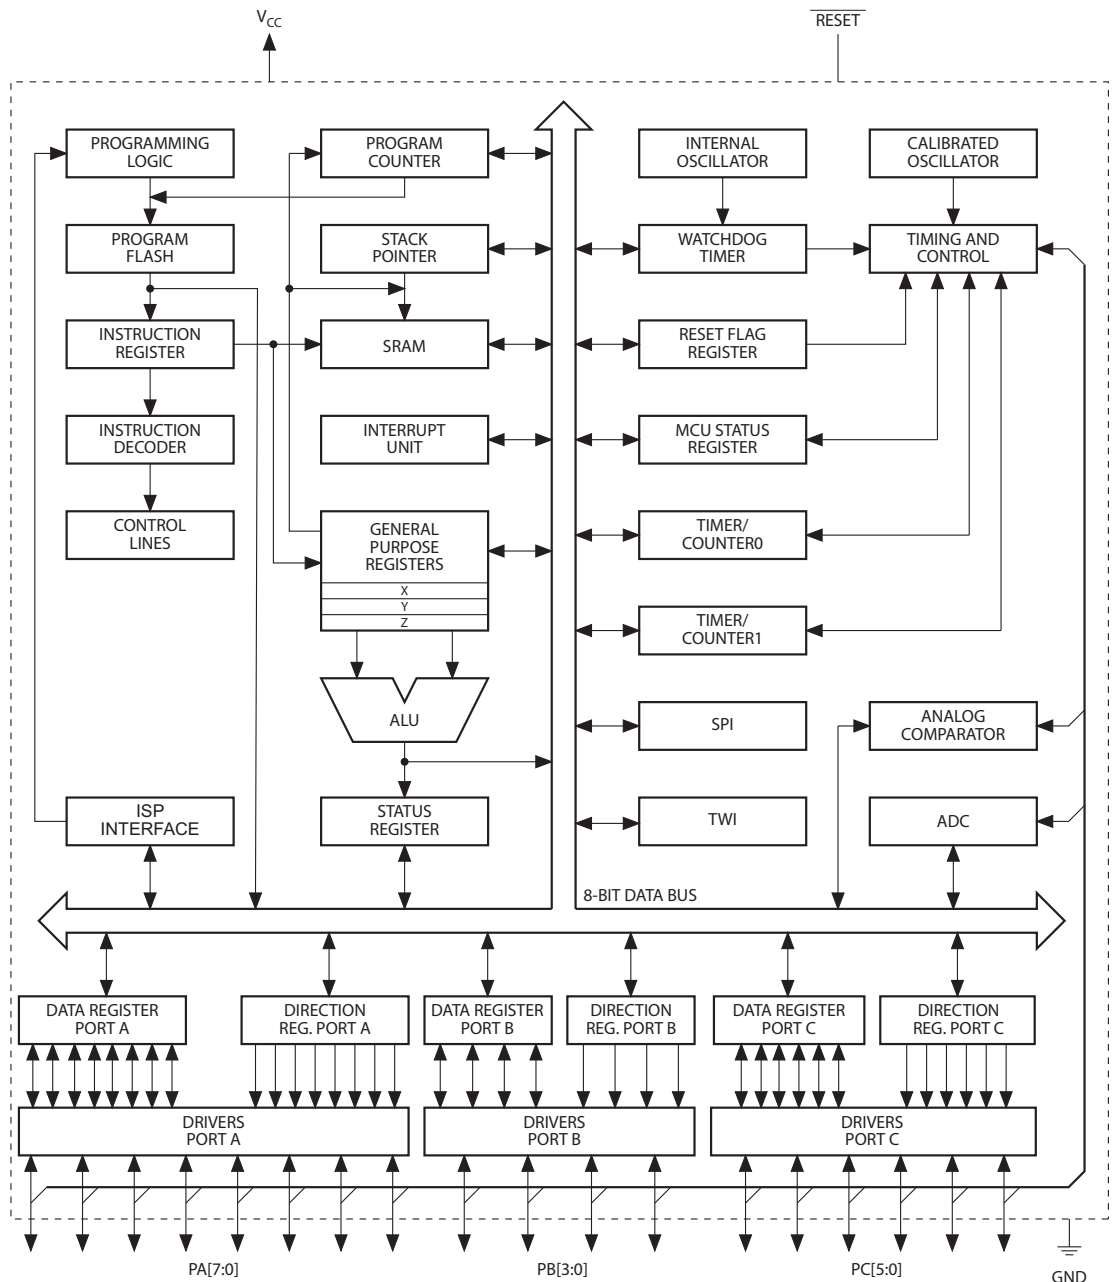 VCC
RESET
PROGRAMMING
LOGIC
PROGRAM
COUNTER
INTERNAL
OSCILLATOR
CALIBRATED
OSCILLATOR
PROGRAM
FLASH
STACK
POINTER
WATCHDOG
TIMER
TIMING AND
CONTROL
INSTRUCTION
REGISTER
SRAM
RESET FLAG
REGISTER
INSTRUCTION
DECODER
INTERRUPT
UNIT
MCU STATUS
REGISTER
CONTROL
LINES
GENERAL
PURPOSE
REGISTERS
X
Y
Z
TIMER/
COUNTER0
TIMER/
COUNTER1
ALU
SPI
ANALOG
COMPARATOR
ISP
INTERFACE
STATUS
REGISTER
TWI
ADC
8-BIT DATA BUS
DATA REGISTER
PORT A
DIRECTION
REG. PORT A
DATA REGISTER
PORT B
DIRECTION
REG. PORT B
DATA REGISTER
PORT C
DIRECTION
REG. PORT C
DRIVERS
PORT A
DRIVERS
PORT B
DRIVERS
PORT C
PA[7:0]
PB[3:0]
PC[5:0]
GND